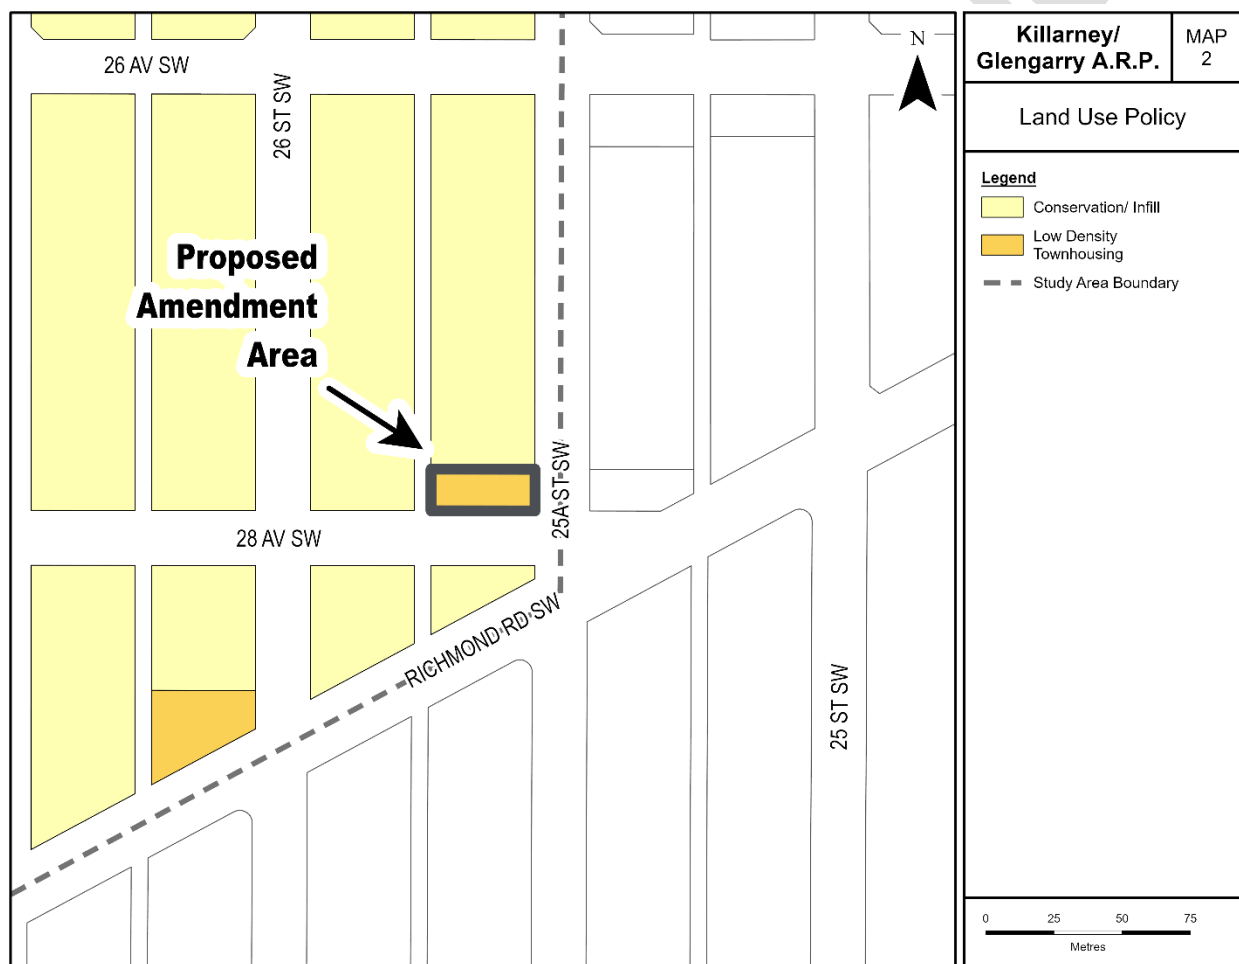 26 AV SW
26 ST SW
N
Proposed
Amendment
Area
25A ST SW
28 AV SW
RICHMOND RD SW
25 ST SW
Killarney/
Glengarry A.R.P.
MAP
2
Land Use Policy
Legend
Conservation/ Infill
Low Density
Townhousing
Study Area Boundary
0 25 50 75
Metres